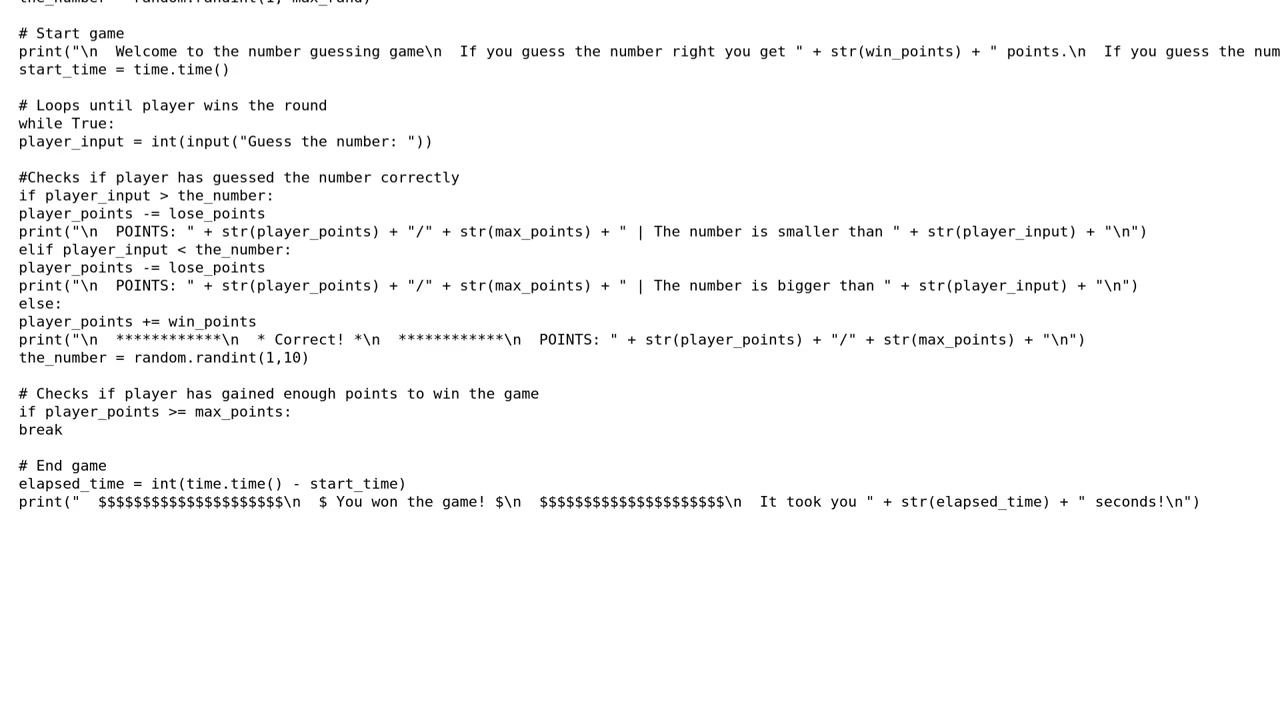 the_number = random.randint(1, max_rand)
# Start game
print("\n  Welcome to the number guessing game\n  If you guess the number right you get " + str(win_points) + " points.\n  If you guess the num
start_time = time.time()
# Loops until player wins the round
while True:
player_input = int(input("Guess the number: "))
#Checks if player has guessed the number correctly
if player_input > the_number:
player_points -= lose_points
print("\n  POINTS: " + str(player_points) + "/" + str(max_points) + " | The number is smaller than " + str(player_input) + "\n")
elif player_input < the_number:
player_points -= lose_points
print("\n  POINTS: " + str(player_points) + "/" + str(max_points) + " | The number is bigger than " + str(player_input) + "\n")
else:
player_points += win_points
print("\n  ************\n  * Correct! *\n  ************\n  POINTS: " + str(player_points) + "/" + str(max_points) + "\n")
the_number = random.randint(1,10)
# Checks if player has gained enough points to win the game
if player_points >= max_points:
break
# End game
elapsed_time = int(time.time() - start_time)
print("  $$$$$$$$$$$$$$$$$$$$$\n  $ You won the game! $\n  $$$$$$$$$$$$$$$$$$$$$\n  It took you " + str(elapsed_time) + " seconds!\n")